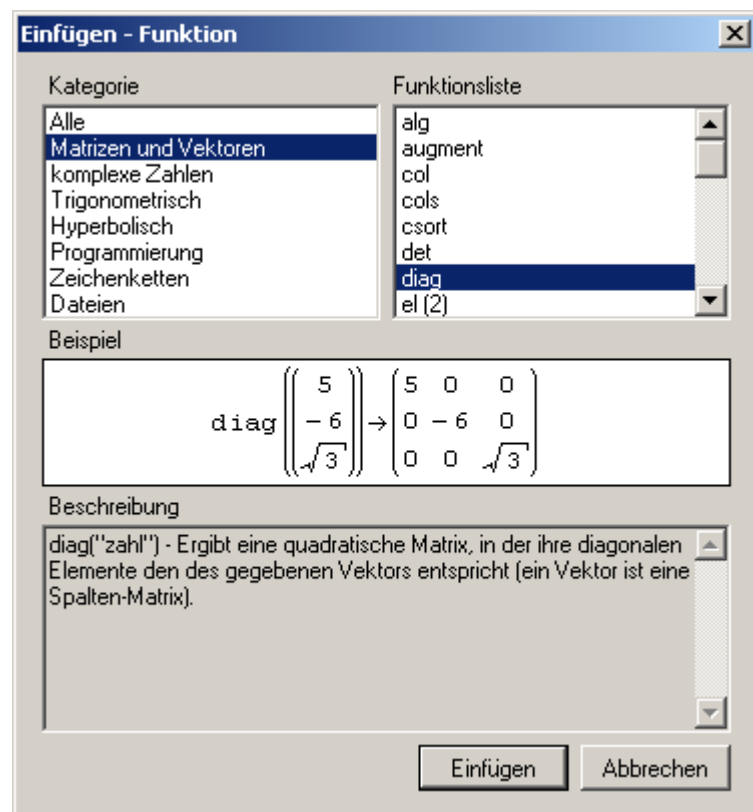 Einfügen - Funktion
Kategorie
Funktionsliste
Alle
Matrizen und Vektoren
komplexe Zahlen
Trigonometrisch
Hyperbolisch
Programmierung
Zeichenketten
Dateien
alg
augment
col
cols
csort
det
diag
el (2)
Beispiel
5 5 0 0
diag - 6 → 0 - 6 0
√3 0 0 √3
Beschreibung
diag("zahl") - Ergibt eine quadratische Matrix, in der ihre diagonalen
Elemente den des gegebenen Vektors entspricht (ein Vektor ist eine
Spalten-Matrix).
Einfügen
Abbrechen